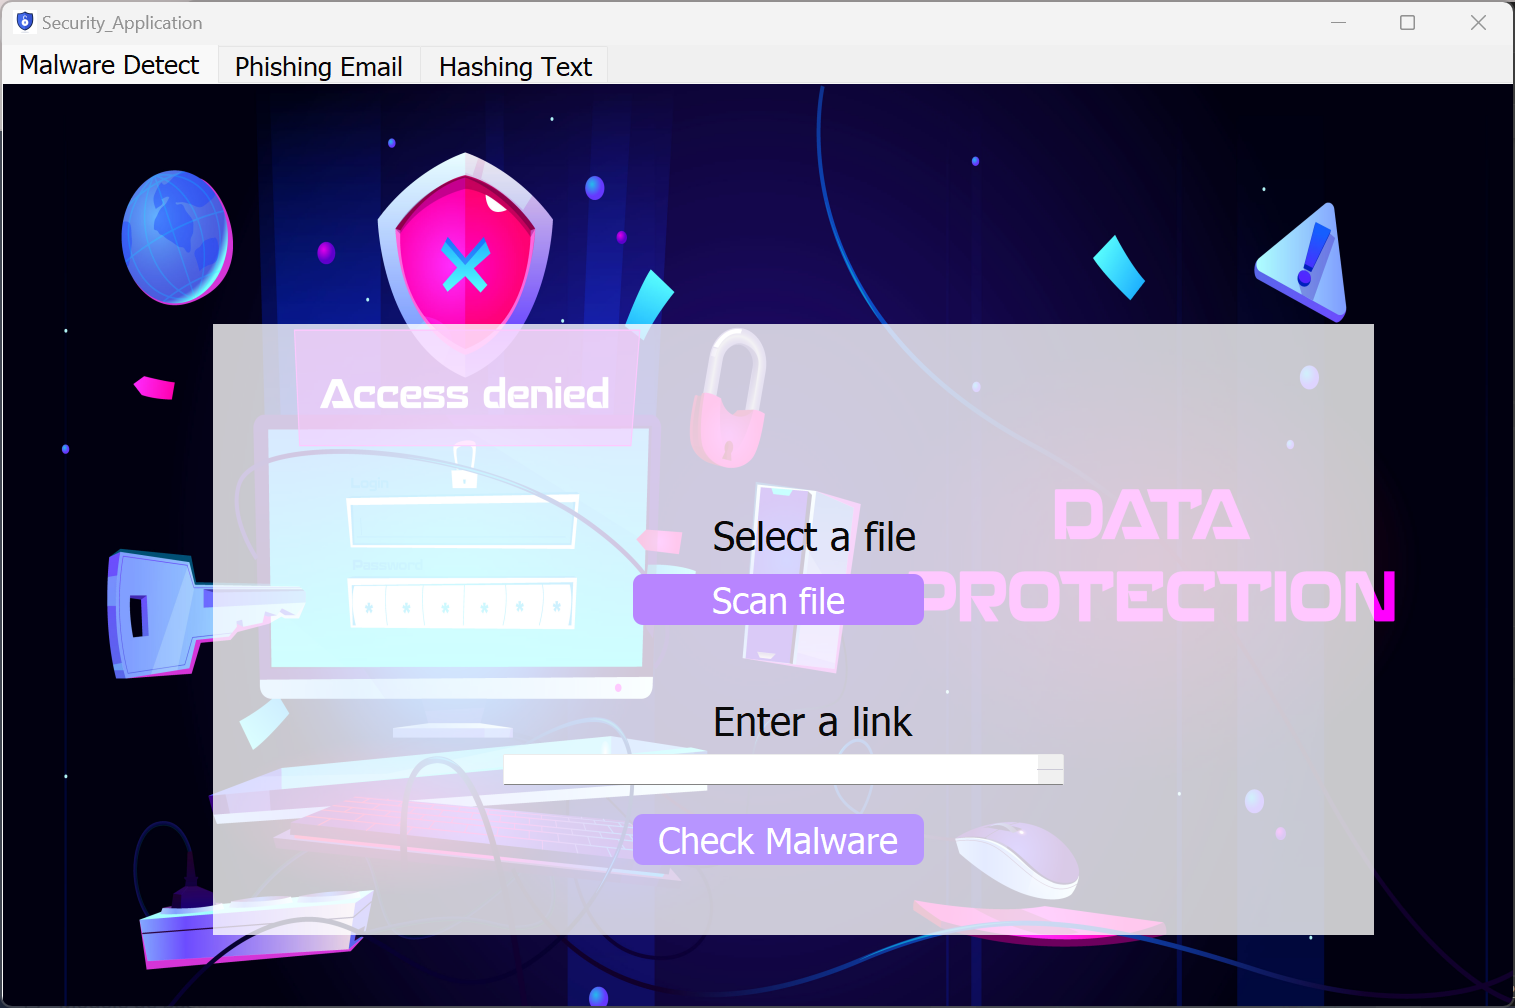 Security_Application
Malware Detect
Phishing Email
Hashing Text
Access denied
Login
Password
* * * * * *
Select a file
Scan file
DATA
PROTECTION
Enter a link
Check Malware